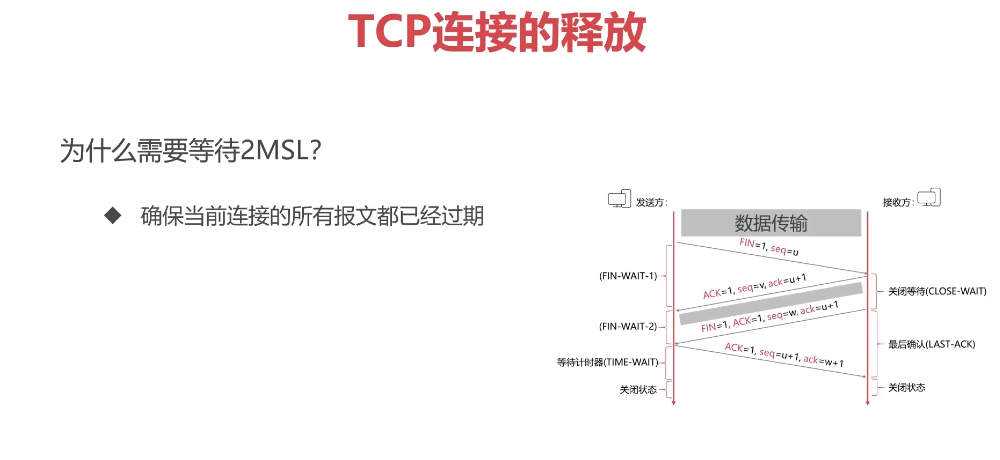 TCP连接的释放
为什么需要等待2MSL？
◆ 确保当前连接的所有报文都已经过期
发送方：
接收方：
数据传输
FIN=1, seq=u
(FIN-WAIT-1)
ACK=1, seq=v, ack=u+1
关闭等待(CLOSE-WAIT)
(FIN-WAIT-2)
FIN=1, ACK=1, seq=w, ack=u+1
最后确认(LAST-ACK)
ACK=1, seq=u+1, ack=w+1
等待计时器(TIME-WAIT)
关闭状态
关闭状态